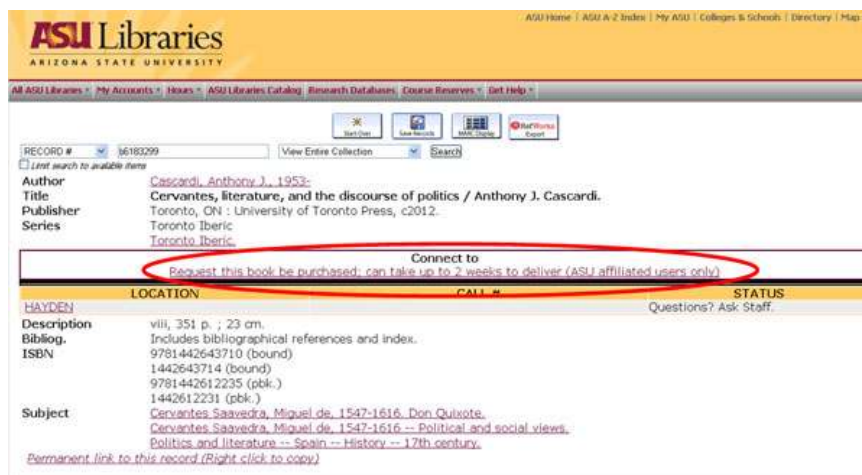 ASU Home | ASU A-Z Index | My ASU | Colleges & Schools | Directory | Map
ASU Libraries
ARIZONA STATE UNIVERSITY
All ASU Libraries My Accounts Hours ASU Libraries Catalog Research Databases Course Reserves Get Help
Start Over Save Records MARC Display RefWorks Export
RECORD # b6183299 View Entire Collection Search
Limit search to available items
Author Cascardi, Anthony J., 1953-
Title Cervantes, literature, and the discourse of politics / Anthony J. Cascardi.
Publisher Toronto, ON : University of Toronto Press, c2012.
Series Toronto Iberic
Toronto Iberic.
Connect to
Request this book be purchased; can take up to 2 weeks to deliver (ASU affiliated users only)
LOCATION CALL # STATUS
HAYDEN Questions? Ask Staff.
Description viii, 351 p. ; 23 cm.
Bibliog. Includes bibliographical references and index.
ISBN 9781442643710 (bound)
1442643714 (bound)
9781442612235 (pbk.)
1442612231 (pbk.)
Subject Cervantes Saavedra, Miguel de, 1547-1616. Don Quixote.
Cervantes Saavedra, Miguel de, 1547-1616 -- Political and social views.
Politics and literature -- Spain -- History -- 17th century.
Permanent link to this record (Right click to copy)